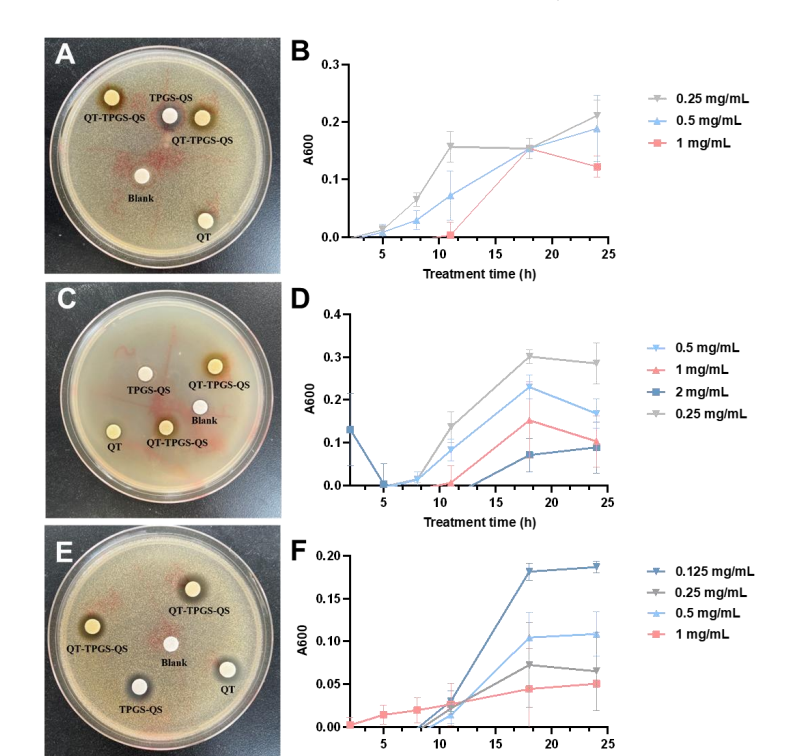 A
TPGS-QS
QT-TPGS-QS
QT-TPGS-QS
Blank
QT
B
0.3
0.2
0.1
0.0
A600
5 10 15 20 25
Treatment time (h)
0.25 mg/mL
0.5 mg/mL
1 mg/mL
C
TPGS-QS
QT-TPGS-QS
Blank
QT
QT-TPGS-QS
D
0.4
0.3
0.2
0.1
0.0
A600
5 10 15 20 25
Treatment time (h)
0.5 mg/mL
1 mg/mL
2 mg/mL
0.25 mg/mL
E
QT-TPGS-QS
QT-TPGS-QS
Blank
QT
TPGS-QS
F
0.20
0.15
0.10
0.05
0.00
A600
5 10 15 20 25
0.125 mg/mL
0.25 mg/mL
0.5 mg/mL
1 mg/mL